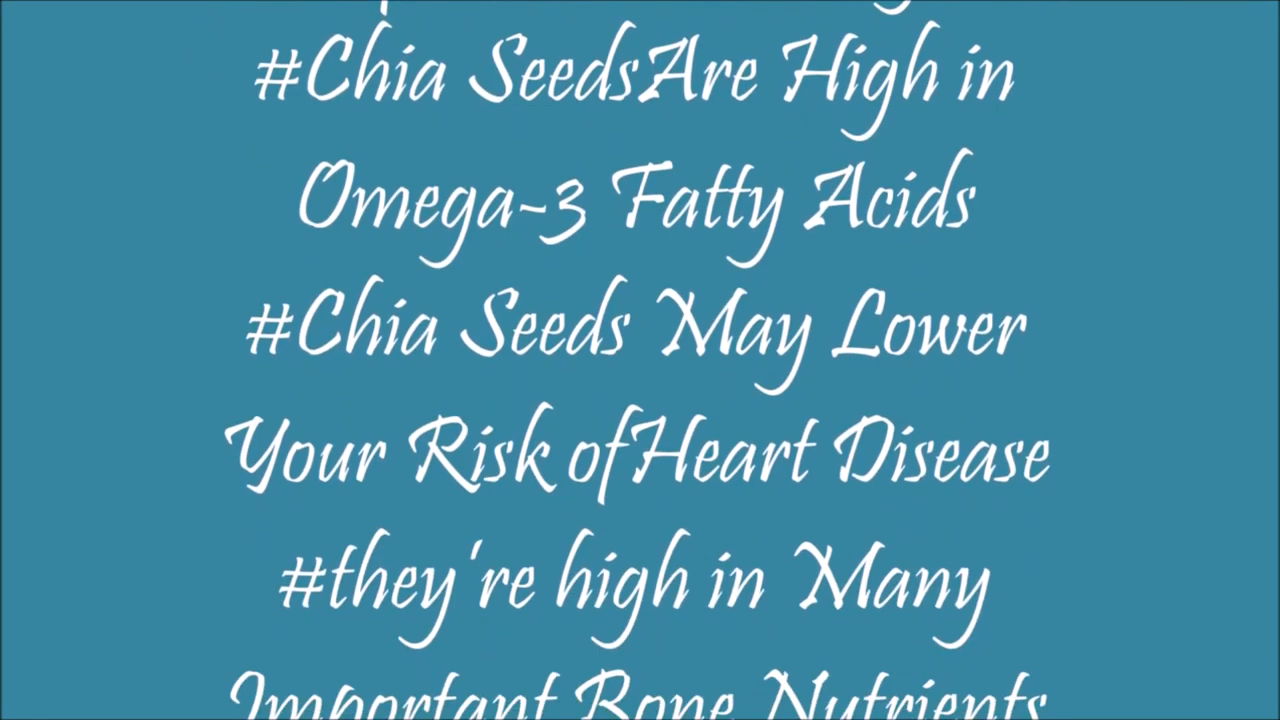 #Chia SeedsAre High in
Omega-3 Fatty Acids
#Chia Seeds May Lower
Your Risk ofHeart Disease
#they're high in Many
Important Bone Nutrients